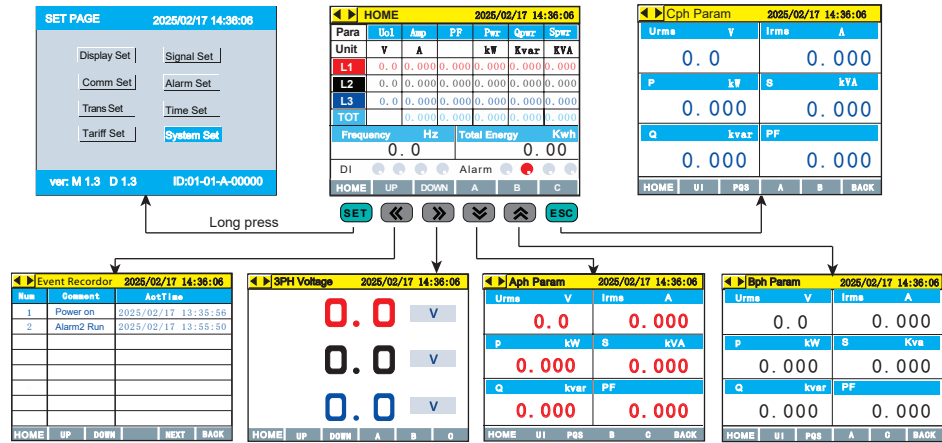 SET PAGE 2025/02/17 14:36:06
Display Set Signal Set
Comm Set Alarm Set
Trans Set Time Set
Tariff Set System Set
ver: M 1.3 D 1.3 ID:01-01-A-00000
HOME 2025/02/17 14:36:06
Para Uol Amp PF Pwr Qpwr Spwr
Unit V A kW Kvar KVA
L1 0.0 0.000 0.000 0.000 0.000 0.000
L2 0.0 0.000 0.000 0.000 0.000 0.000
L3 0.0 0.000 0.000 0.000 0.000 0.000
TOT 0.000 0.000 0.000 0.000 0.000
Frequency Hz Total Energy Kwh
0.0 0.00
DI Alarm
HOME UP DOWN A B C
Cph Param 2025/02/17 14:36:06
Urms V Irms A
0.0 0.000
P kW S kVA
0.000 0.000
Q kvar PF
0.000 0.000
HOME UI PQS A B BACK
SET ESC
Long press
Event Recordor 2025/02/17 14:36:06
Num Comment AotTime
1 Power on 2025/02/17 13:35:56
2 Alarm2 Run 2025/02/17 13:55:50
HOME UP DOWN NEXT BACK
3PH Voltage 2025/02/17 14:36:06
0.0 V
0.0 V
0.0 V
HOME UP DOWN A B C
Aph Param 2025/02/17 14:36:06
Urms V Irms A
0.0 0.000
P kW S kVA
0.000 0.000
Q kvar PF
0.000 0.000
HOME UI PQS B C BACK
Bph Param 2025/02/17 14:36:06
Urms V Irms A
0.0 0.000
P kW S Kva
0.000 0.000
Q kvar PF
0.000 0.000
HOME UI PQS A C BACK